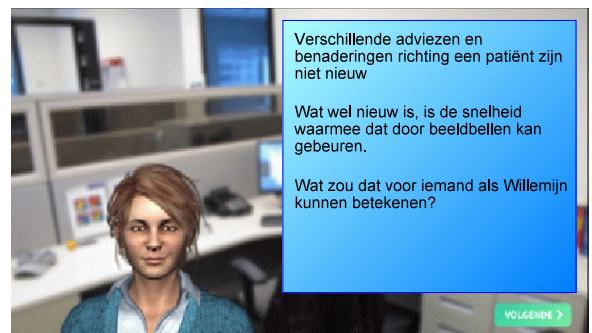 Verschillende adviezen en
benaderingen richting een patiënt zijn
niet nieuw
Wat wel nieuw is, is de snelheid
waarmee dat door beeldbellen kan
gebeuren.
Wat zou dat voor iemand als Willemijn
kunnen betekenen?
VOLGENDE >